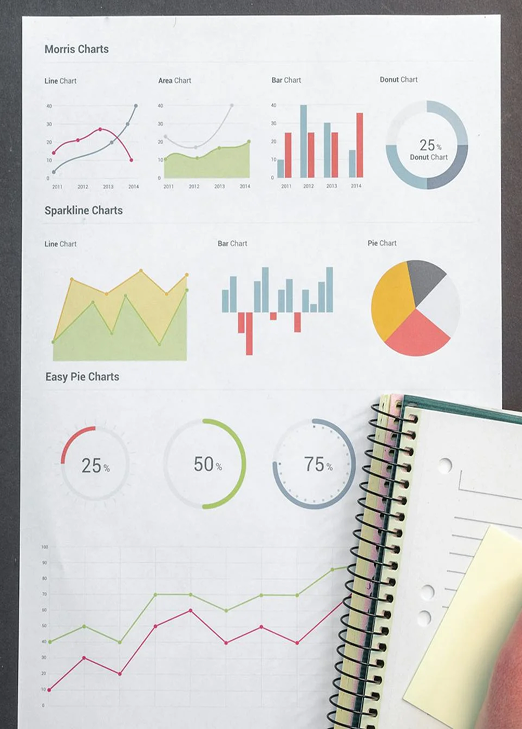 Morris Charts
Line Chart
Area Chart
Bar Chart
Donut Chart
40
30
20
10
0
2011 2012 2013 2014
40
30
20
10
0
2011 2012 2013 2014
40
30
20
10
0
2011 2012 2013 2014
25 %
Donut Chart
Sparkline Charts
Line Chart
Bar Chart
Pie Chart
Easy Pie Charts
25%
50%
75%
100
90
80
70
60
50
40
30
20
10
0